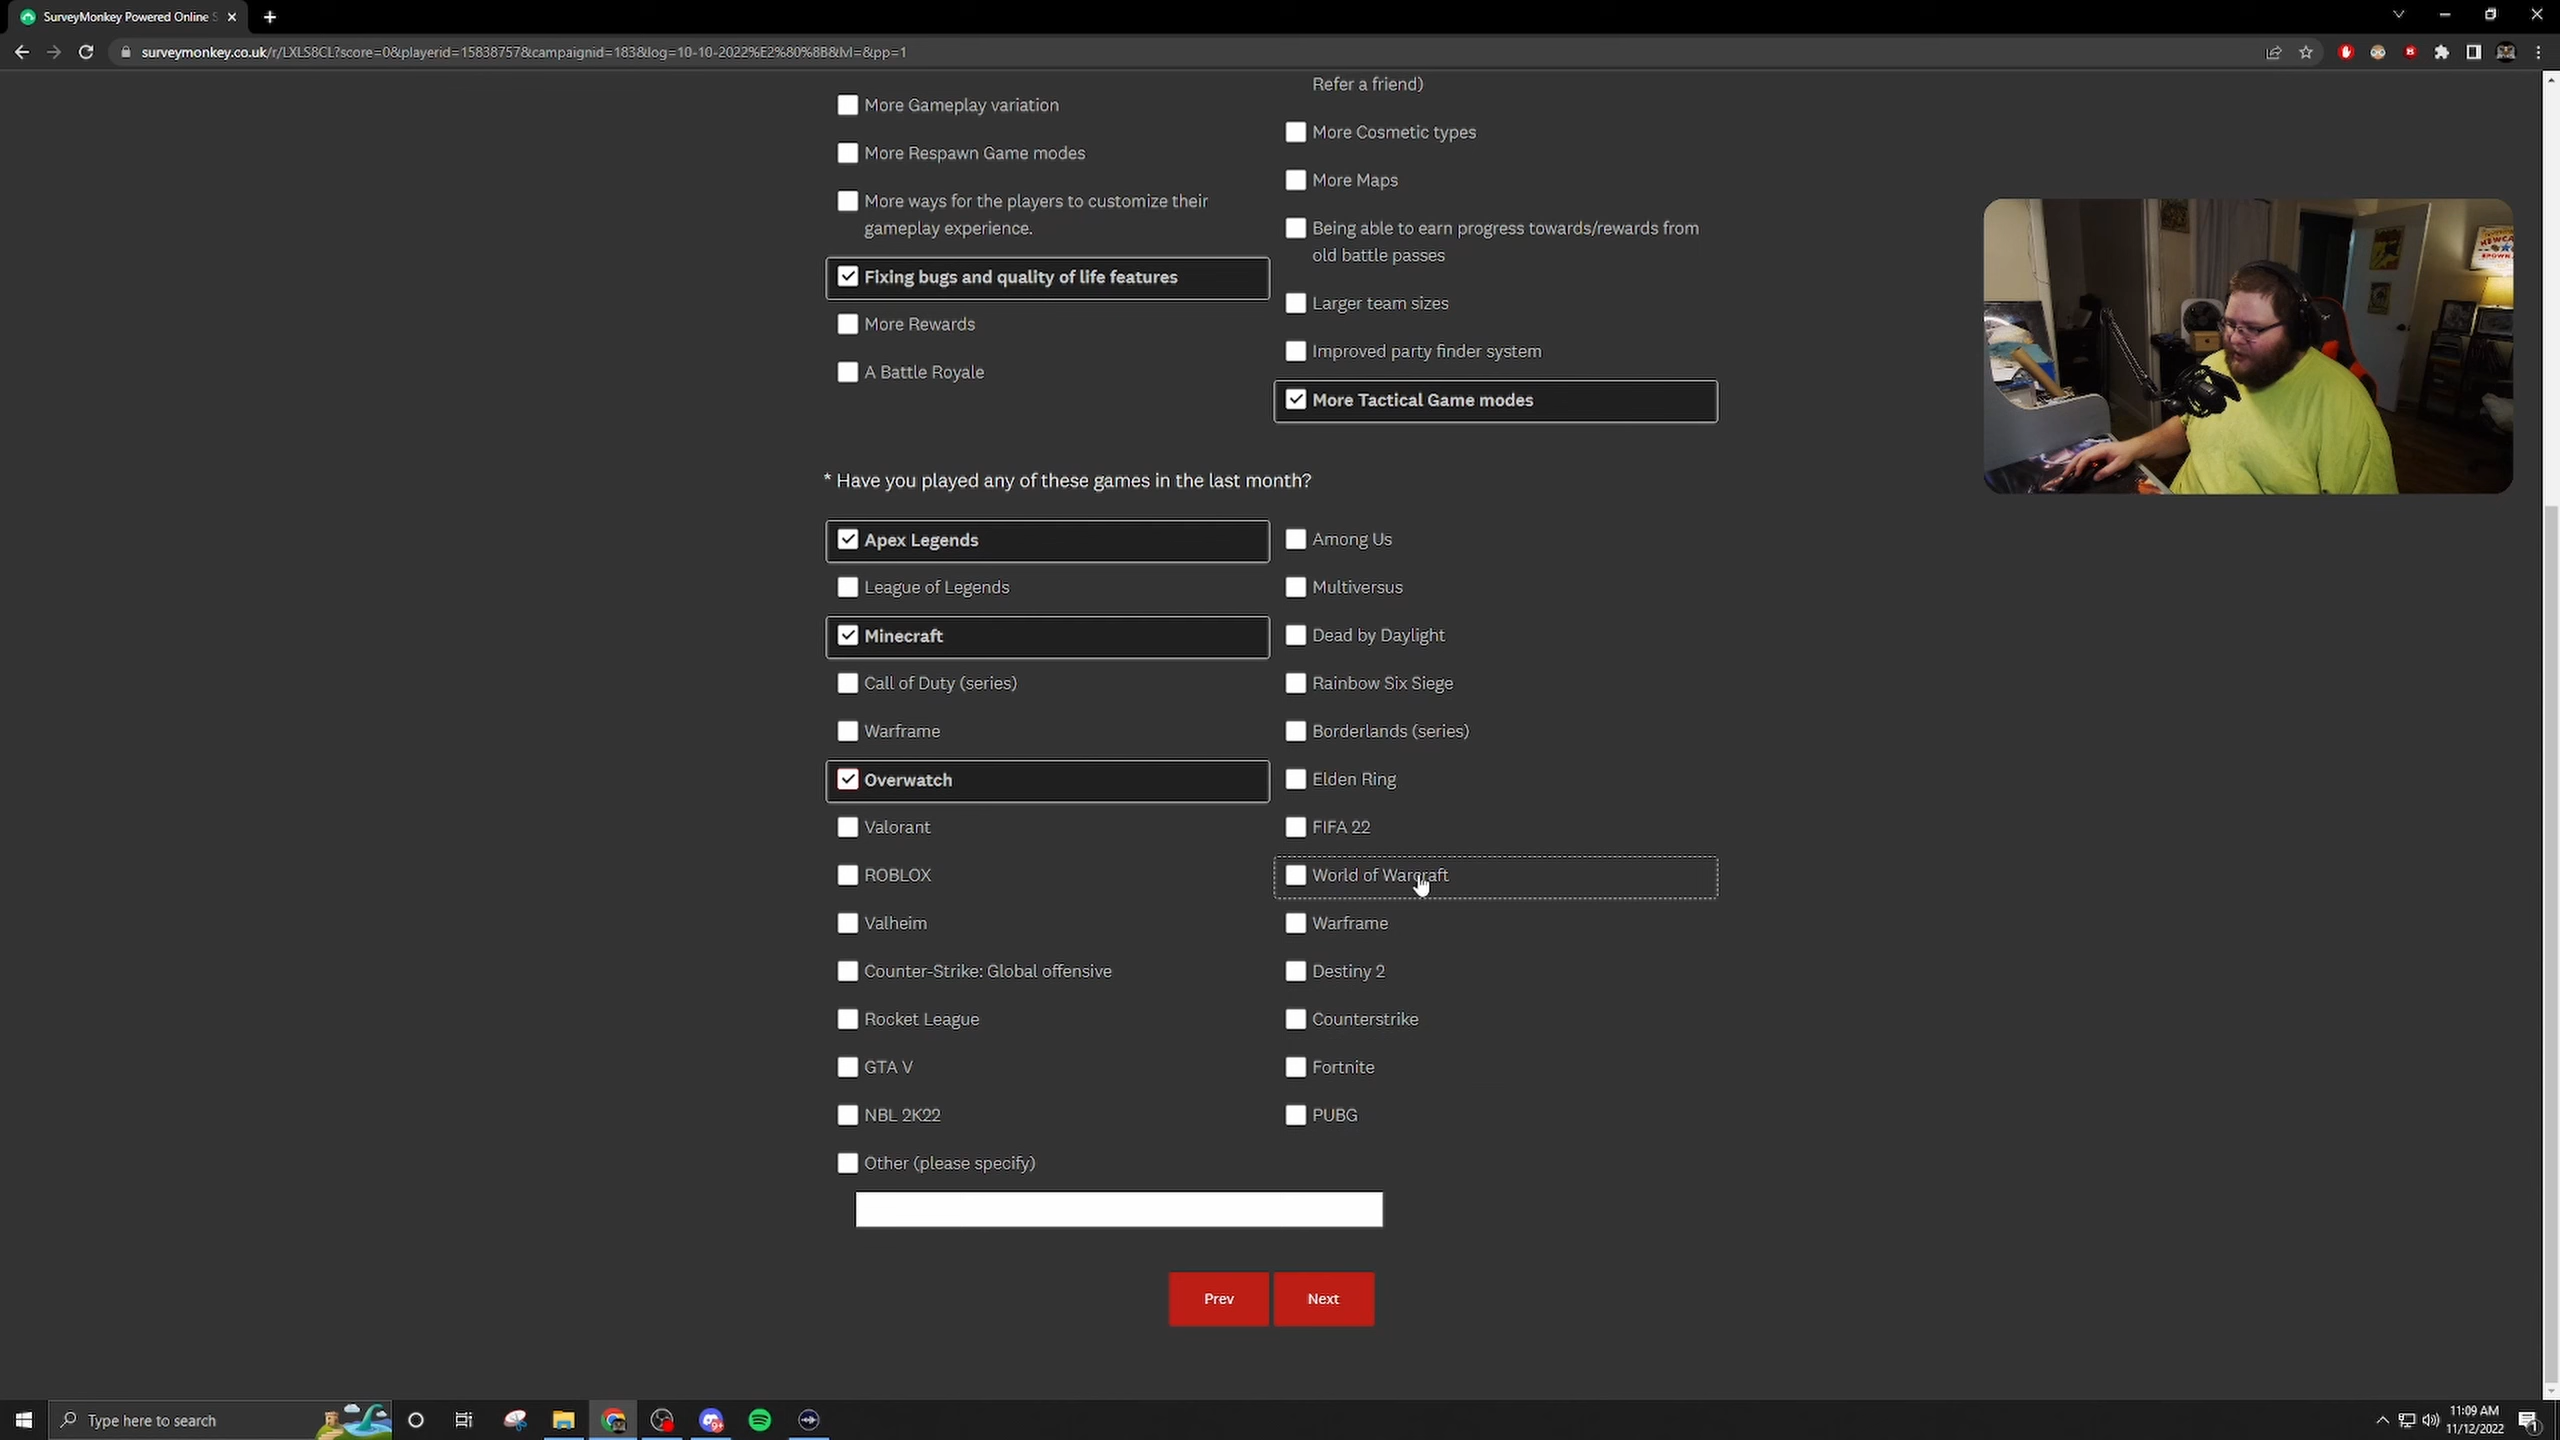 SurveyMonkey Powered Online S
surveymonkey.co.uk/r/LXLS8CL?score=0&playerid=15838757&campaignid=183&log=10-10-2022%E2%80%8B&lvl=&pp=1
More Gameplay variation
More Respawn Game modes
More ways for the players to customize their
gameplay experience.
Fixing bugs and quality of life features
More Rewards
A Battle Royale
Refer a friend)
More Cosmetic types
More Maps
Being able to earn progress towards/rewards from
old battle passes
Larger team sizes
Improved party finder system
More Tactical Game modes
* Have you played any of these games in the last month?
Apex Legends
League of Legends
Minecraft
Call of Duty (series)
Warframe
Overwatch
Valorant
ROBLOX
Valheim
Counter-Strike: Global offensive
Rocket League
GTA V
NBL 2K22
Other (please specify)
Among Us
Multiversus
Dead by Daylight
Rainbow Six Siege
Borderlands (series)
Elden Ring
FIFA 22
World of Warcraft
Warframe
Destiny 2
Counterstrike
Fortnite
PUBG
Prev
Next
Type here to search
9+
11:09 AM
11/12/2022
1